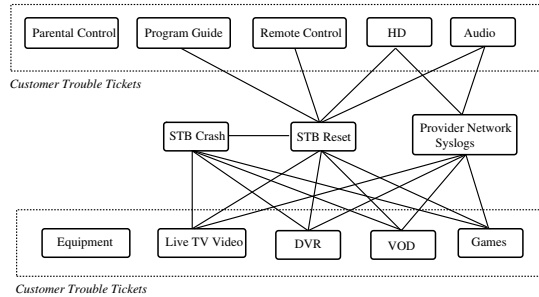 Parental Control
Program Guide
Remote Control
HD
Audio
Customer Trouble Tickets
STB Crash
STB Reset
Provider Network
Syslogs
Equipment
Live TV Video
DVR
VOD
Games
Customer Trouble Tickets